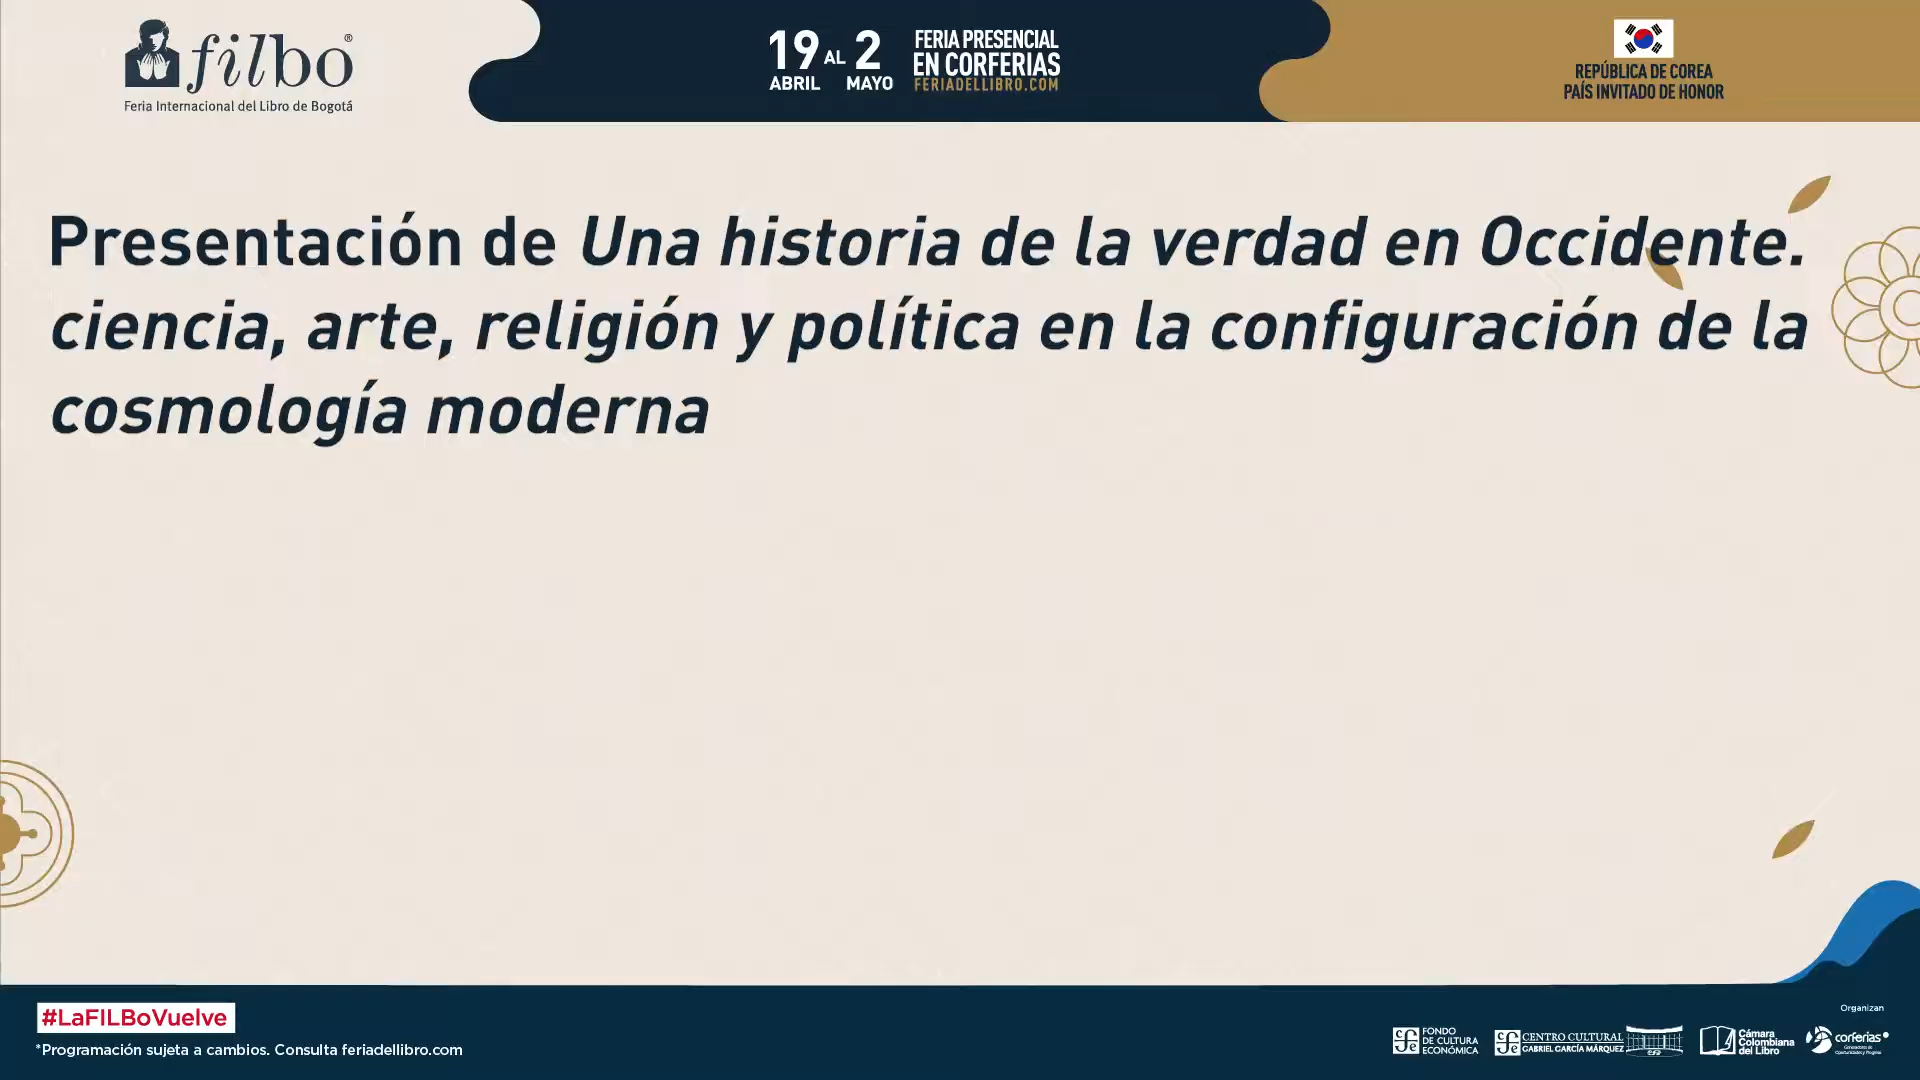 filbo®
Feria Internacional del Libro de Bogotá
19 AL 2
ABRIL MAYO
FERIA PRESENCIAL
EN CORFERIAS
FERIADELLIBRO.COM
REPÚBLICA DE COREA
PAÍS INVITADO DE HONOR
Presentación de Una historia de la verdad en Occidente.
ciencia, arte, religión y política en la configuración de la
cosmología moderna
#LaFILBoVuelve
*Programación sujeta a cambios. Consulta feriadellibro.com
Organizan
FONDO
DE CULTURA
ECONÓMICA
CENTRO CULTURAL
GABRIEL GARCÍA MÁRQUEZ
Cámara
Colombiana
del Libro
corferias